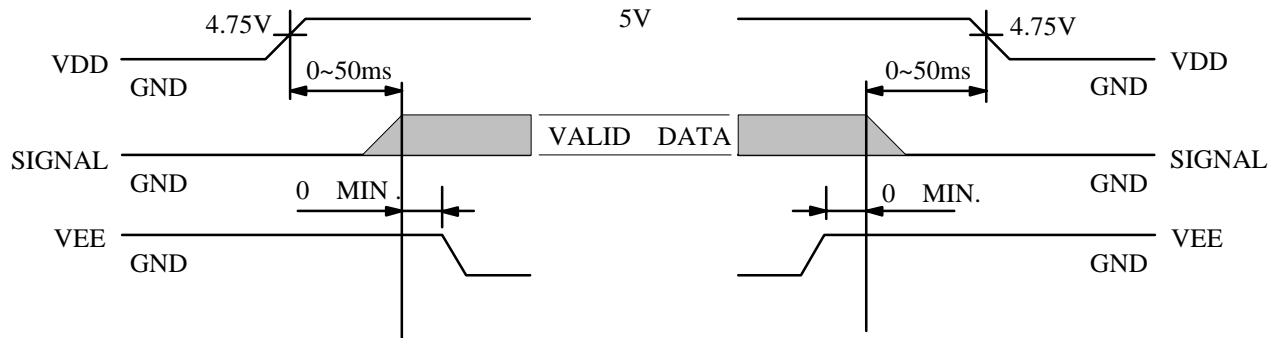 5V
4.75V 4.75V
VDD VDD
GND 0~50ms 0~50ms GND
VALID DATA
SIGNAL SIGNAL
GND GND
0 MIN. 0 MIN.
VEE VEE
GND GND